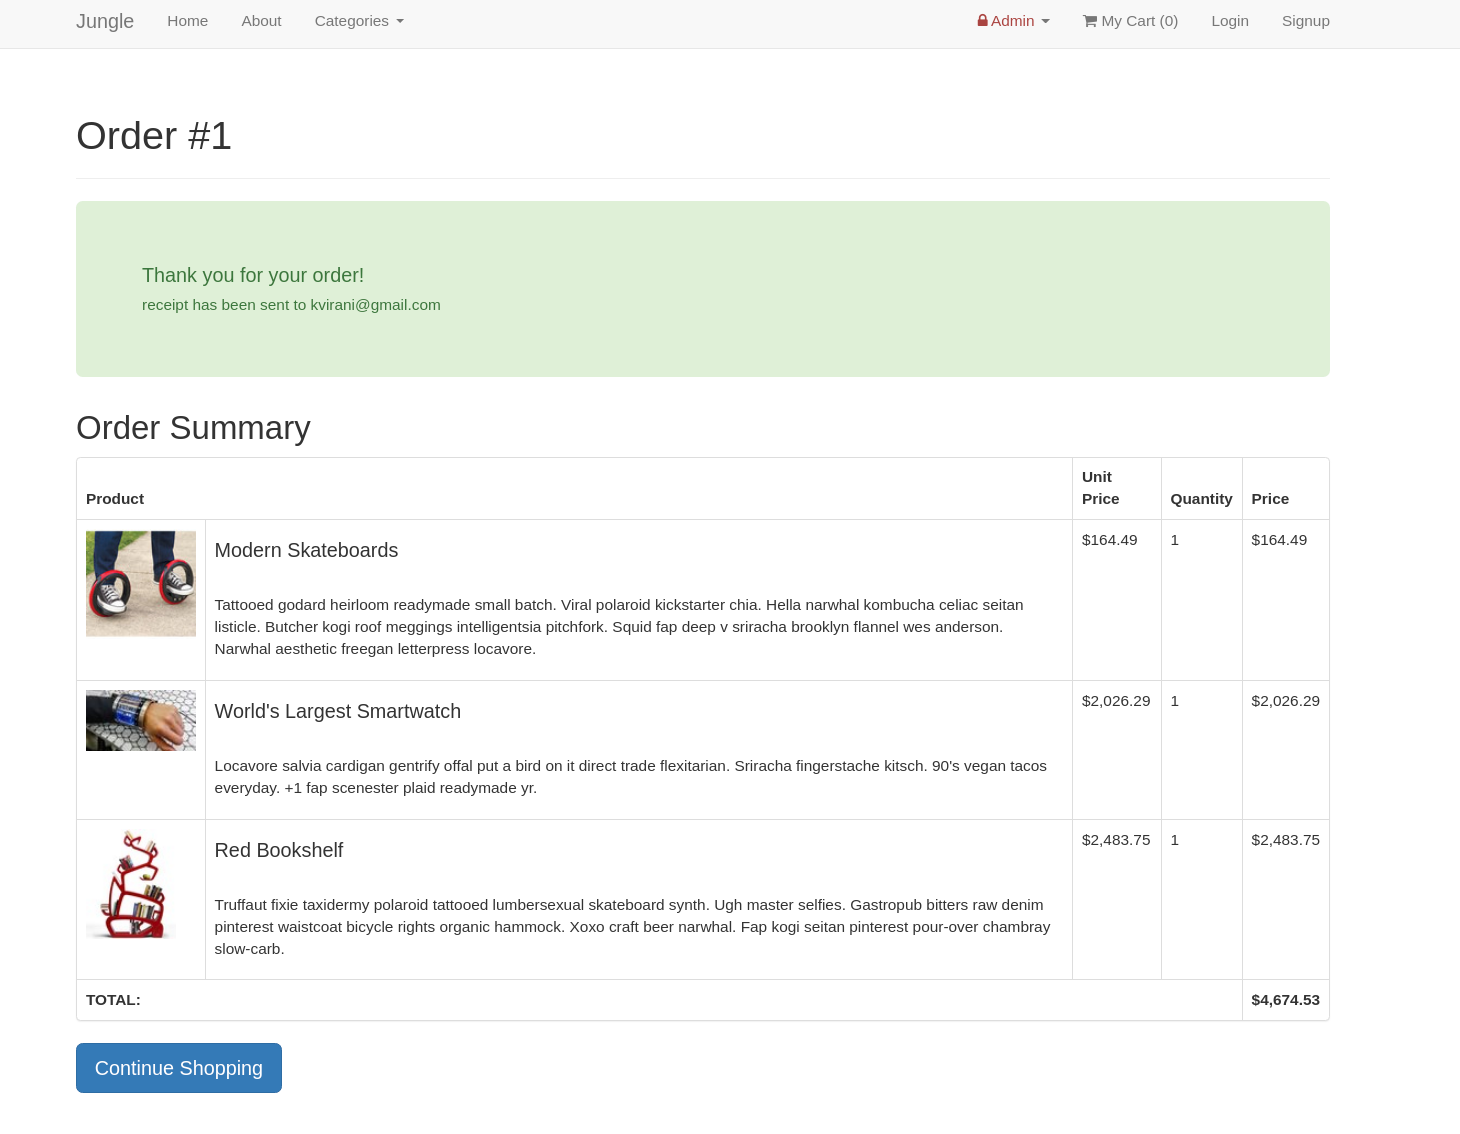 Jungle Home About Categories Admin My Cart (0) Login Signup
Order #1
Thank you for your order!
receipt has been sent to kvirani@gmail.com
Order Summary
Product Unit Price Quantity Price
Modern Skateboards $164.49 1 $164.49
Tattooed godard heirloom readymade small batch. Viral polaroid kickstarter chia. Hella narwhal kombucha celiac seitan
listicle. Butcher kogi roof meggings intelligentsia pitchfork. Squid fap deep v sriracha brooklyn flannel wes anderson.
Narwhal aesthetic freegan letterpress locavore.
World's Largest Smartwatch $2,026.29 1 $2,026.29
Locavore salvia cardigan gentrify offal put a bird on it direct trade flexitarian. Sriracha fingerstache kitsch. 90's vegan tacos
everyday. +1 fap scenester plaid readymade yr.
Red Bookshelf $2,483.75 1 $2,483.75
Truffaut fixie taxidermy polaroid tattooed lumbersexual skateboard synth. Ugh master selfies. Gastropub bitters raw denim
pinterest waistcoat bicycle rights organic hammock. Xoxo craft beer narwhal. Fap kogi seitan pinterest pour-over chambray
slow-carb.
TOTAL: $4,674.53
Continue Shopping